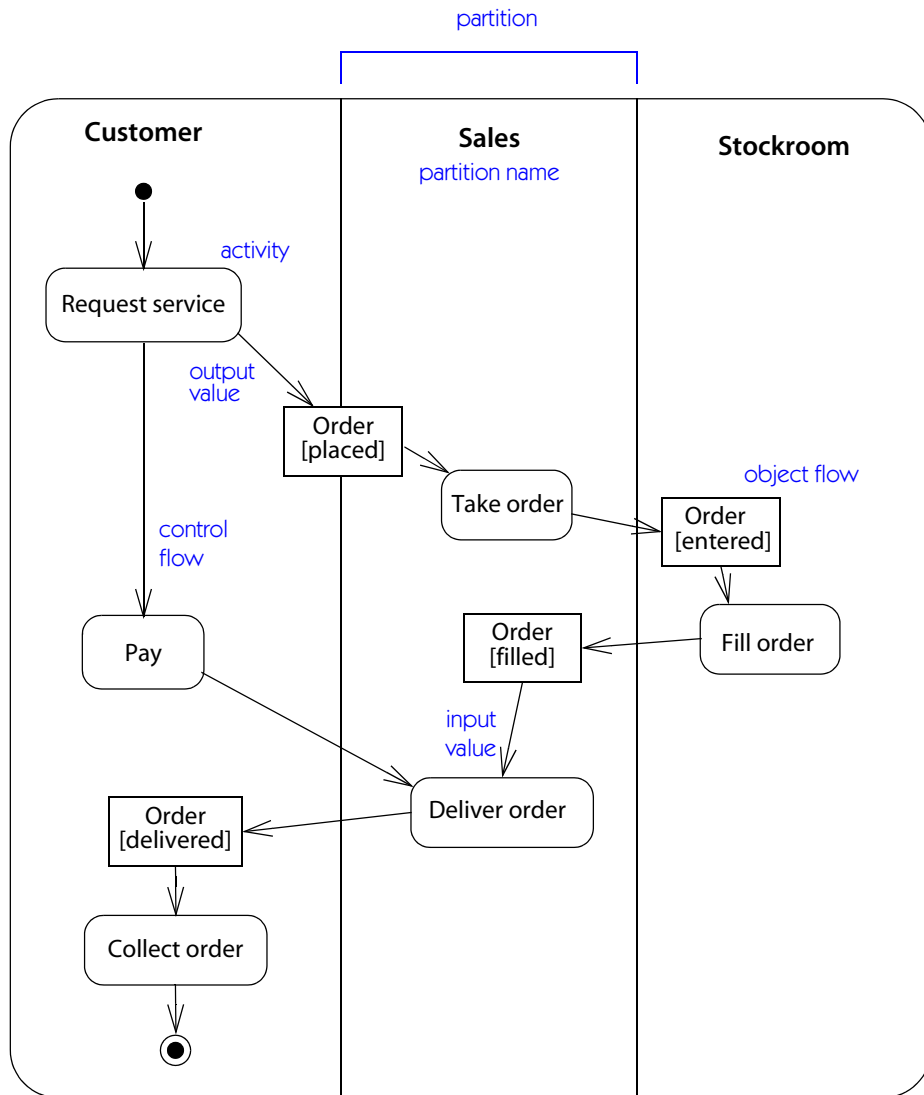 partition
Customer
Sales
Stockroom
partition name
activity
Request service
output
value
Order
[placed]
Take order
object flow
Order
[entered]
control
flow
Order
[filled]
Fill order
Pay
input
value
Deliver order
Order
[delivered]
Collect order